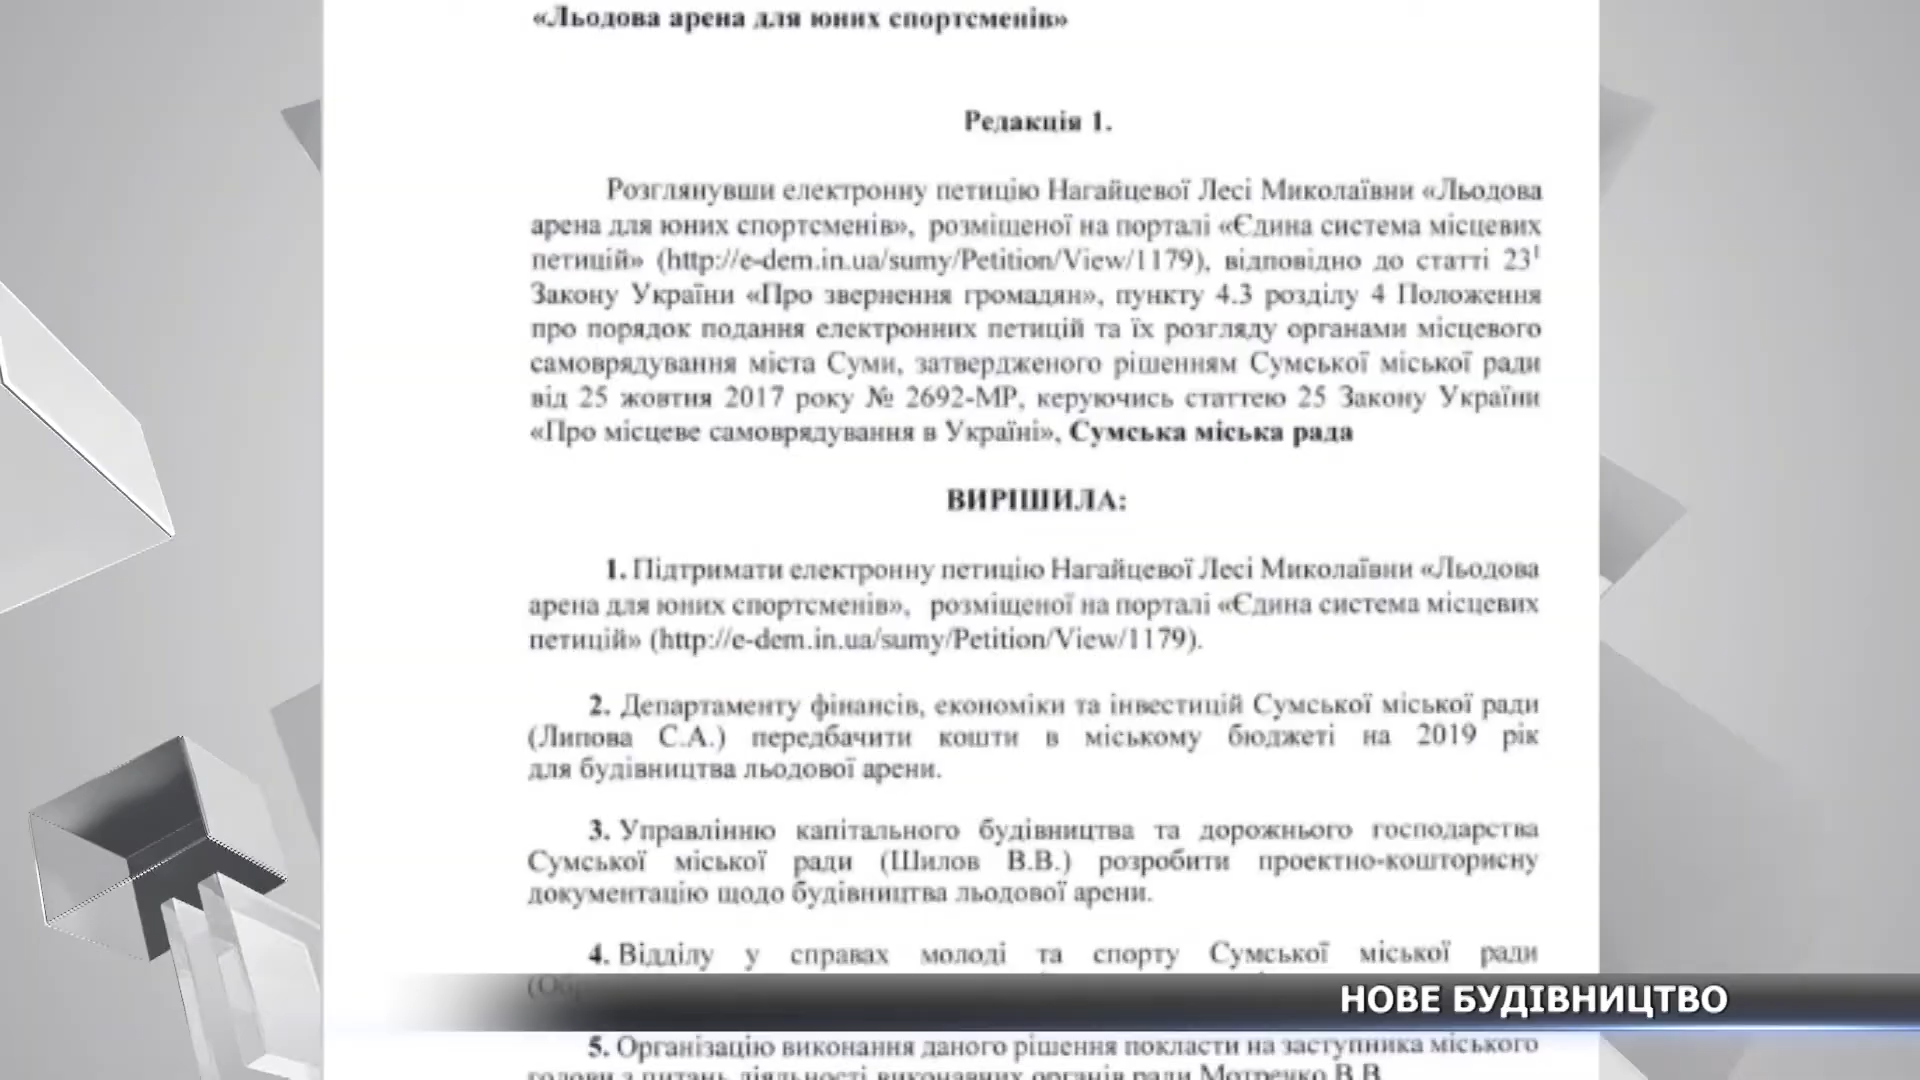 «Льодова арена для юних спортсменів»
Редакція 1.
Розглянувши електронну петицію Нагайцевої Лесі Миколаївни «Льодова
арена для юних спортсменів», розміщеної на порталі «Єдина система місцевих
петицій» (http://e-dem.in.ua/sumy/Petition/View/1179), відповідно до статті 23¹
Закону України «Про звернення громадян», пункту 4.3 розділу 4 Положення
про порядок подання електронних петицій та їх розгляду органами місцевого
самоврядування міста Суми, затвердженого рішенням Сумської міської ради
від 25 жовтня 2017 року № 2692-МР, керуючись статтею 25 Закону України
«Про місцеве самоврядування в Україні», Сумська міська рада
ВИРІШИЛА:
1. Підтримати електронну петицію Нагайцевої Лесі Миколаївни «Льодова
арена для юних спортсменів», розміщеної на порталі «Єдина система місцевих
петицій» (http://e-dem.in.ua/sumy/Petition/View/1179).
2. Департаменту фінансів, економіки та інвестицій Сумської міської ради
(Липова С.А.) передбачити кошти в міському бюджеті на 2019 рік
для будівництва льодової арени.
3. Управлінню капітального будівництва та дорожнього господарства
Сумської міської ради (Шилов В.В.) розробити проектно-кошторисну
документацію щодо будівництва льодової арени.
4. Відділу у справах молоді та спорту Сумської міської ради
НОВЕ БУДІВНИЦТВО
5. Організацію виконання даного рішення покласти на заступника міського
голови з питань діяльності виконавчих органів ради Мотречко В.В.